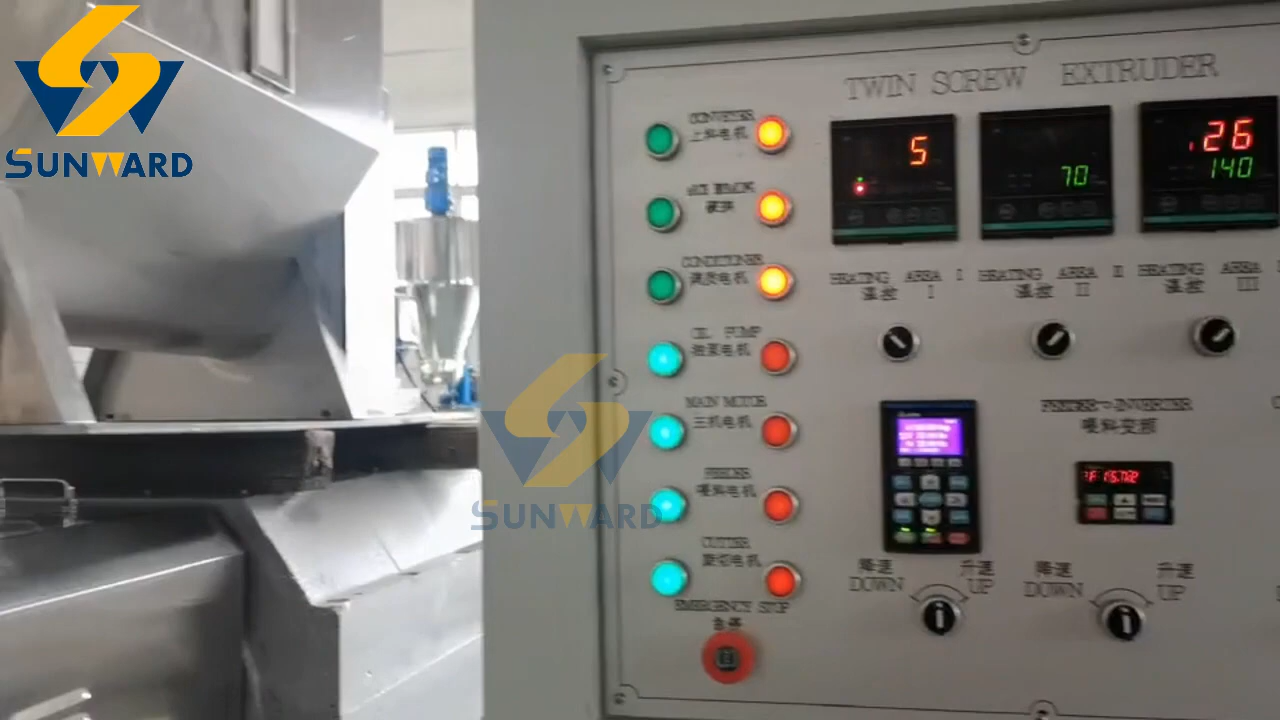 SUNWARD
TWIN SCREW EXTRUDER
CONVEYER
上料电机
CONDITIONER
调质电机
OIL PUMP
油泵电机
MAIN MOTOR
主机电机
FEEDER
喂料电机
CUTTER
旋切电机
EMERGENCY STOP
急停
5
70
26
140
HEATING AREA I
温控 I
HEATING AREA II
温控 II
HEATING AREA III
温控 III
喂料变频
降速 升速
DOWN UP
降速 升速
DOWN UP
SUNWARD